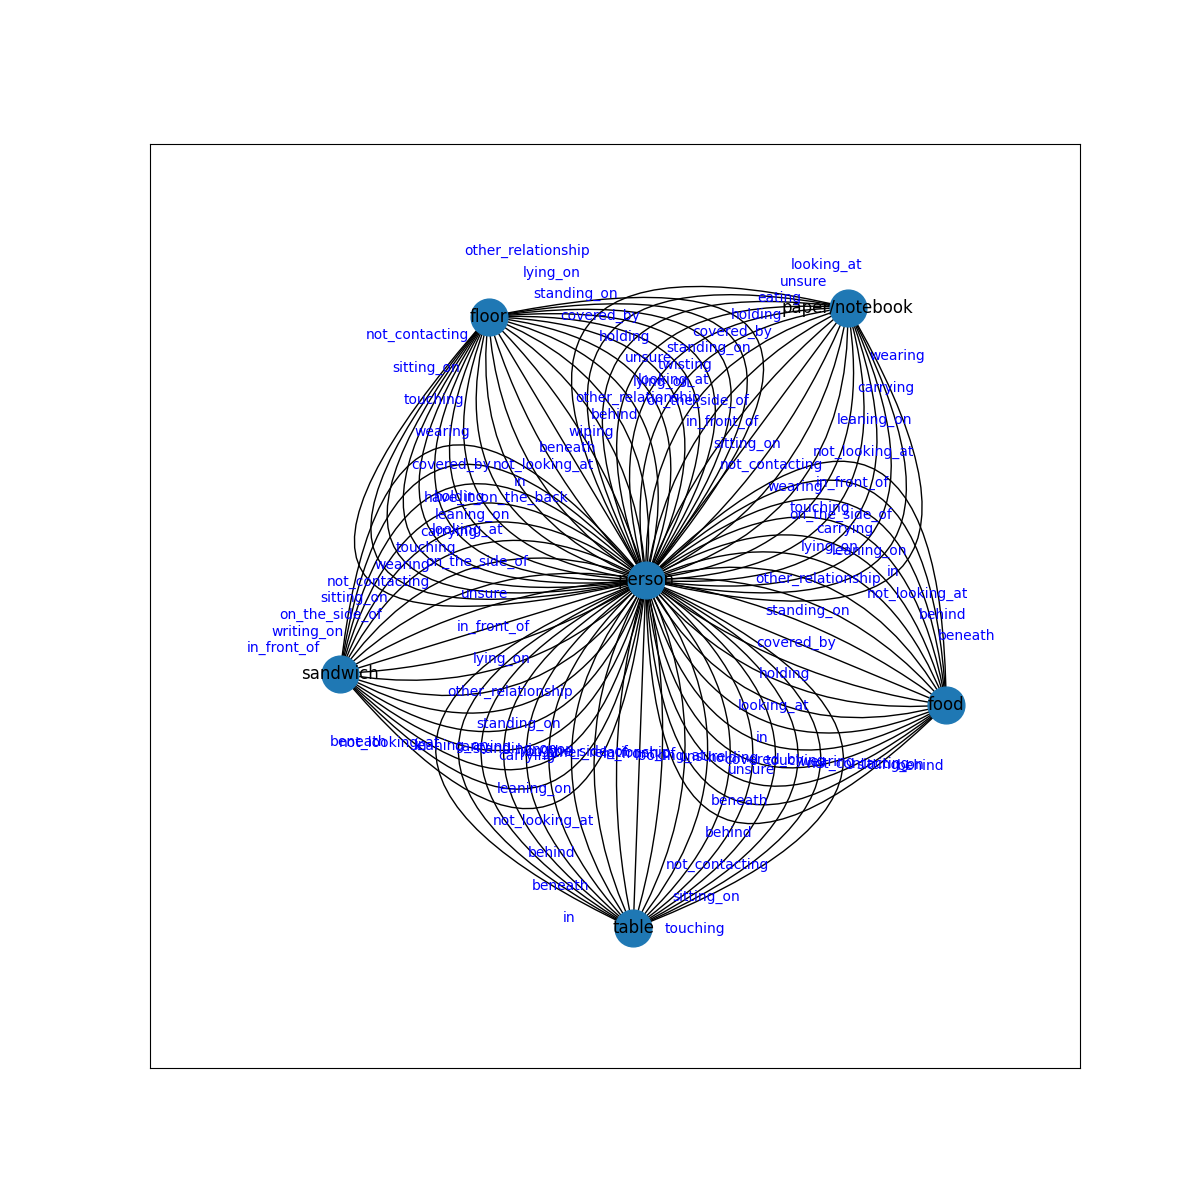 other_relationship
looking_at
lying_on
unsure
standing_on
eating
paper/notebook
floor
covered_by
holding
covered_by
not_contacting
holding
standing_on
wearing
unsure
twisting
sitting_on
looking_at
lying_on
carrying
touching
other_relationship
on_the_side_of
behind
in_front_of
leaning_on
wearing
wiping
beneath
sitting_on
not_looking_at
covered_by
not_looking_at
not_contacting
in
in_front_of
wearing
holding
have_it_on_the_back
touching
leaning_on
on_the_side_of
looking_at
carrying
carrying
touching
lying_on
leaning_on
wearing
on_the_side_of
in
not_contacting
person
other_relationship
unsure
not_looking_at
sitting_on
on_the_side_of
standing_on
behind
writing_on
in_front_of
beneath
in_front_of
covered_by
lying_on
sandwich
holding
other_relationship
looking_at
food
standing_on
in
beneath
carrying
unsure
behind
leaning_on
beneath
not_looking_at
behind
behind
not_contacting
beneath
sitting_on
in
table
touching